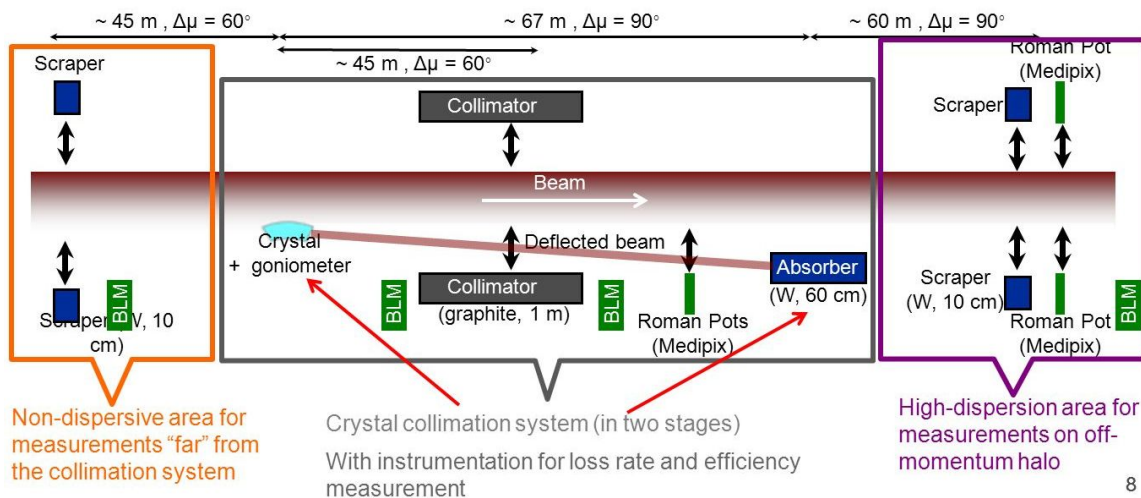 ~ 45 m , Δμ = 60°
~ 67 m , Δμ = 90°
~ 60 m , Δμ = 90°
~ 45 m , Δμ = 60°
Scraper
Collimator
Roman Pot
(Medipix)
Scraper
Beam
Crystal
+ goniometer
Deflected beam
Absorber
(W, 60 cm)
BLM
Scraper (W, 10
cm)
BLM
Collimator
(graphite, 1 m)
BLM
Roman Pots
(Medipix)
Scraper
(W, 10 cm)
Roman Pot
(Medipix)
BLM
Non-dispersive area for
measurements “far” from
the collimation system
Crystal collimation system (in two stages)
With instrumentation for loss rate and efficiency
measurement
High-dispersion area for
measurements on off-
momentum halo
8